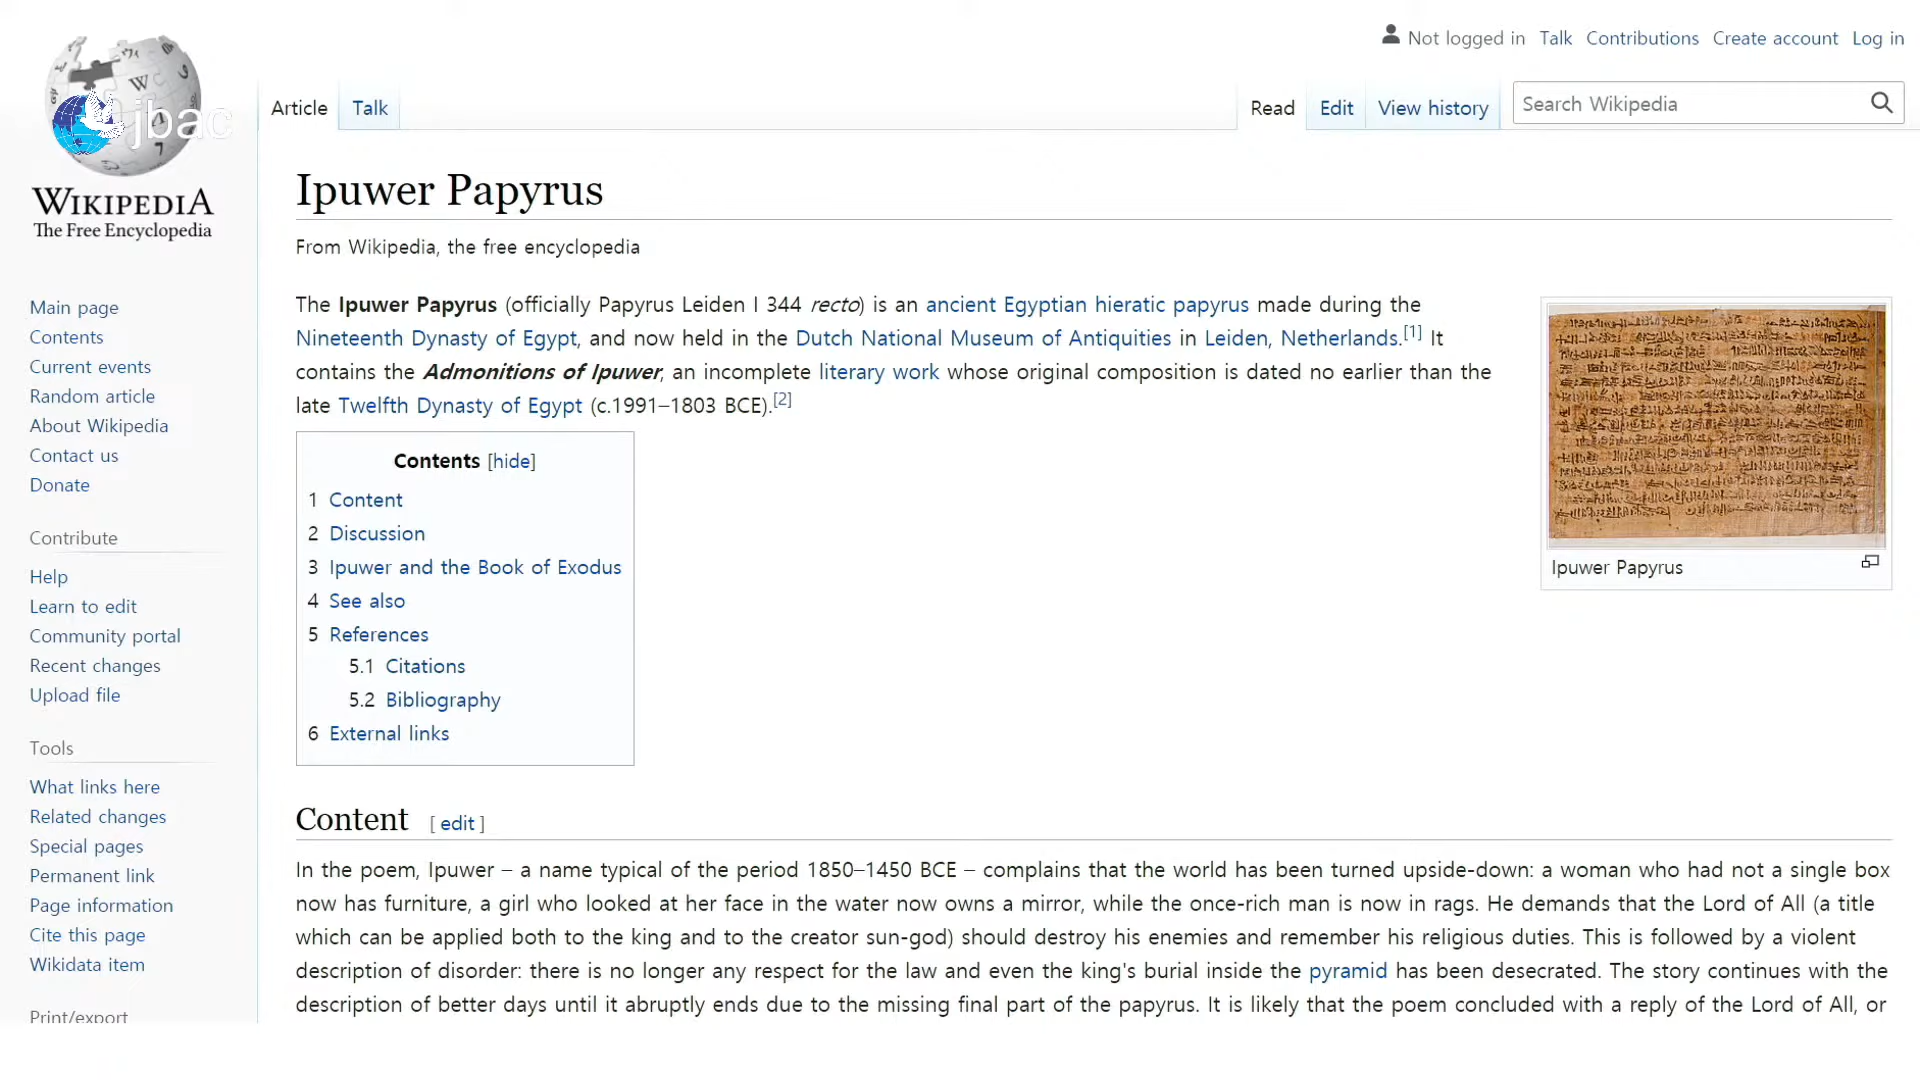 Not logged in Talk Contributions Create account Log in
jbac
Article Talk Read Edit View history Search Wikipedia
WIKIPEDIA
The Free Encyclopedia
Main page
Contents
Current events
Random article
About Wikipedia
Contact us
Donate
Contribute
Help
Learn to edit
Community portal
Recent changes
Upload file
Tools
What links here
Related changes
Special pages
Permanent link
Page information
Cite this page
Wikidata item
Print/export
Ipuwer Papyrus
From Wikipedia, the free encyclopedia
The Ipuwer Papyrus (officially Papyrus Leiden I 344 recto) is an ancient Egyptian hieratic papyrus made during the
Nineteenth Dynasty of Egypt, and now held in the Dutch National Museum of Antiquities in Leiden, Netherlands.[1] It
contains the Admonitions of Ipuwer, an incomplete literary work whose original composition is dated no earlier than the
late Twelfth Dynasty of Egypt (c.1991–1803 BCE).[2]
Ipuwer Papyrus
Contents [hide]
1 Content
2 Discussion
3 Ipuwer and the Book of Exodus
4 See also
5 References
5.1 Citations
5.2 Bibliography
6 External links
Content [ edit ]
In the poem, Ipuwer – a name typical of the period 1850–1450 BCE – complains that the world has been turned upside-down: a woman who had not a single box
now has furniture, a girl who looked at her face in the water now owns a mirror, while the once-rich man is now in rags. He demands that the Lord of All (a title
which can be applied both to the king and to the creator sun-god) should destroy his enemies and remember his religious duties. This is followed by a violent
description of disorder: there is no longer any respect for the law and even the king's burial inside the pyramid has been desecrated. The story continues with the
description of better days until it abruptly ends due to the missing final part of the papyrus. It is likely that the poem concluded with a reply of the Lord of All, or